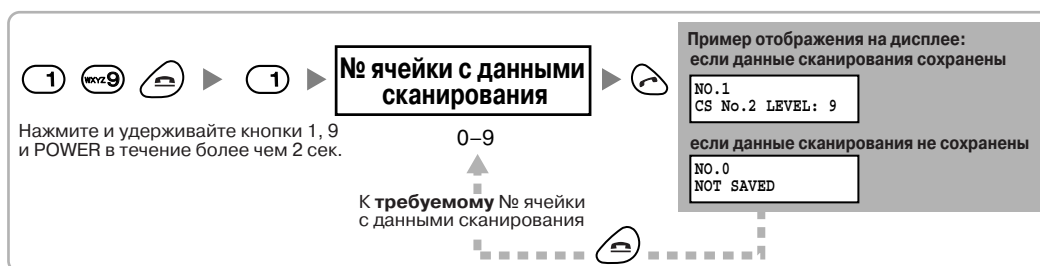 1 WXYZ9 1
Нажмите и удерживайте кнопки 1, 9
и POWER в течение более чем 2 сек.
№ ячейки с данными
сканирования
0–9
К требуемому № ячейки
с данными сканирования
Пример отображения на дисплее:
если данные сканирования сохранены
NO.1
CS No.2 LEVEL: 9
если данные сканирования не сохранены
NO.0
NOT SAVED